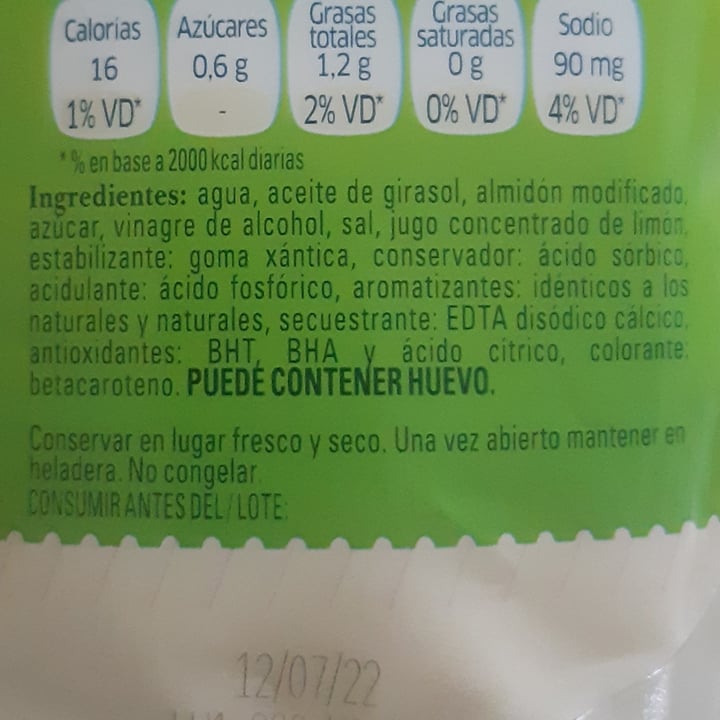 Calorías Azúcares Grasas totales Grasas saturadas Sodio
16 0,6 g 1,2 g 0 g 90 mg
1% VD* - 2% VD* 0% VD* 4% VD*
*% en base a 2000 kcal diarias
Ingredientes: agua, aceite de girasol, almidón modificado,
azúcar, vinagre de alcohol, sal, jugo concentrado de limón,
estabilizante: goma xántica, conservador: ácido sórbico,
acidulante: ácido fosfórico, aromatizantes: idénticos a los
naturales y naturales, secuestrante: EDTA disódico cálcico,
antioxidantes: BHT, BHA y ácido cítrico, colorante:
betacaroteno. PUEDE CONTENER HUEVO.
Conservar en lugar fresco y seco. Una vez abierto mantener en
heladera. No congelar.
CONSUMIR ANTES DEL/LOTE:
12/07/22